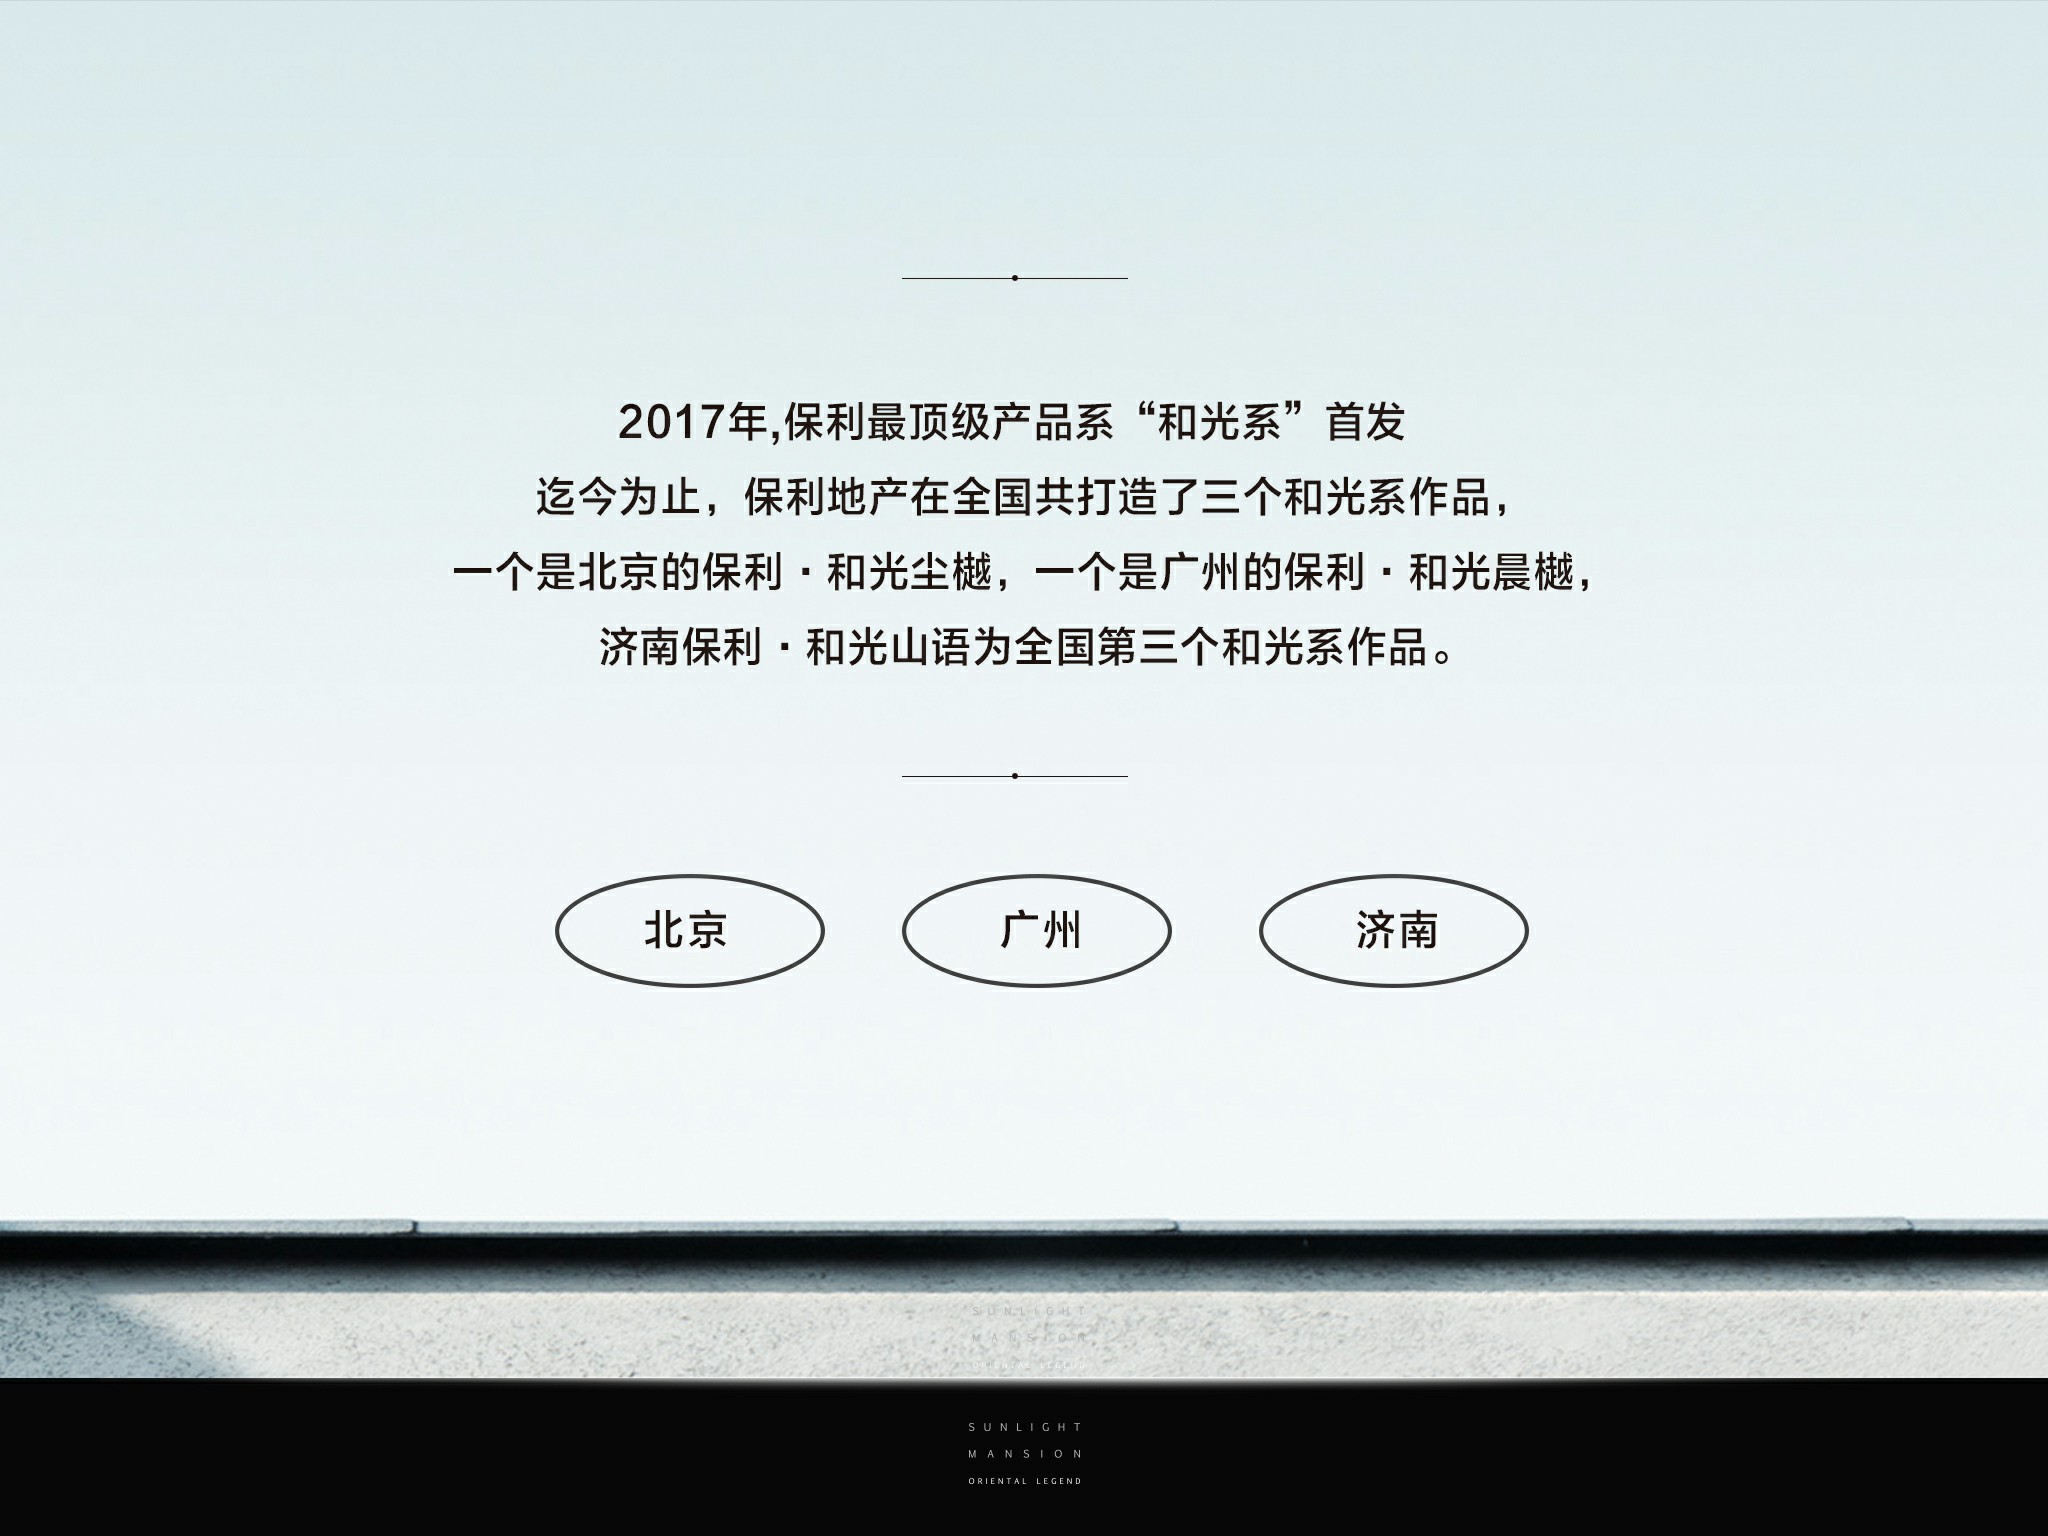 2017年,保利最顶级产品系“和光系”首发
迄今为止，保利地产在全国共打造了三个和光系作品，
一个是北京的保利·和光尘樾，一个是广州的保利·和光晨樾，
济南保利·和光山语为全国第三个和光系作品。
北京
广州
济南
SUNLIGHT
MANSION
ORIENTAL LEGEND
SUNLIGHT
MANSION
ORIENTAL LEGEND